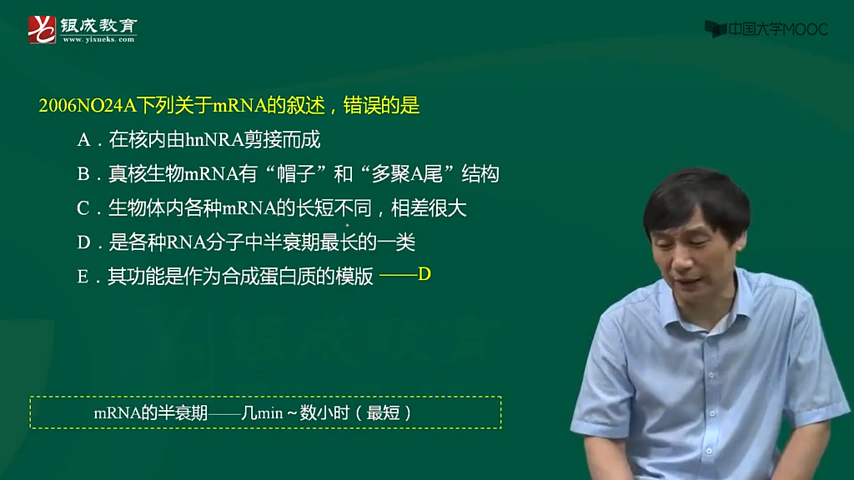 银成教育
www.yixueks.com
中国大学MOOC
2006NO24A下列关于mRNA的叙述，错误的是
A．在核内由hnNRA剪接而成
B．真核生物mRNA有“帽子”和“多聚A尾”结构
C．生物体内各种mRNA的长短不同，相差很大
D．是各种RNA分子中半衰期最长的一类
E．其功能是作为合成蛋白质的模版 ——D
银成教育
mRNA的半衰期——几min～数小时（最短）